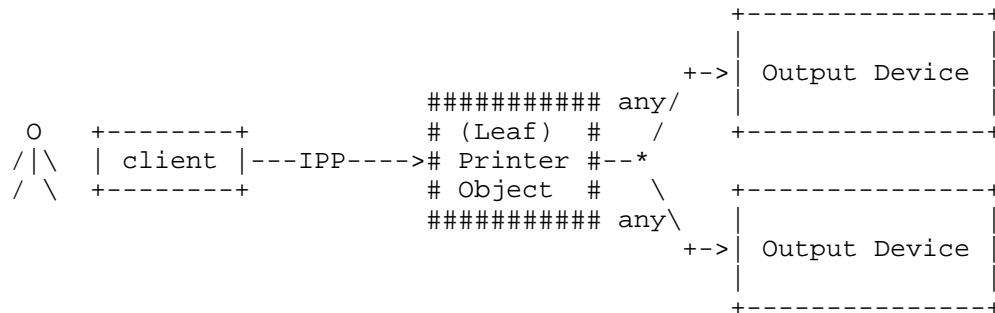 +---------------+
                                                 |               |
                                              +->| Output Device |
                             ########### any/    |               |
  O    +--------+            # (Leaf)  #   /     +---------------+
 /|\   | client |---IPP----># Printer #--*
 / \   +--------+            # Object  #   \     +---------------+
                             ########### any\    |               |
                                              +->| Output Device |
                                                 |               |
                                                 +---------------+